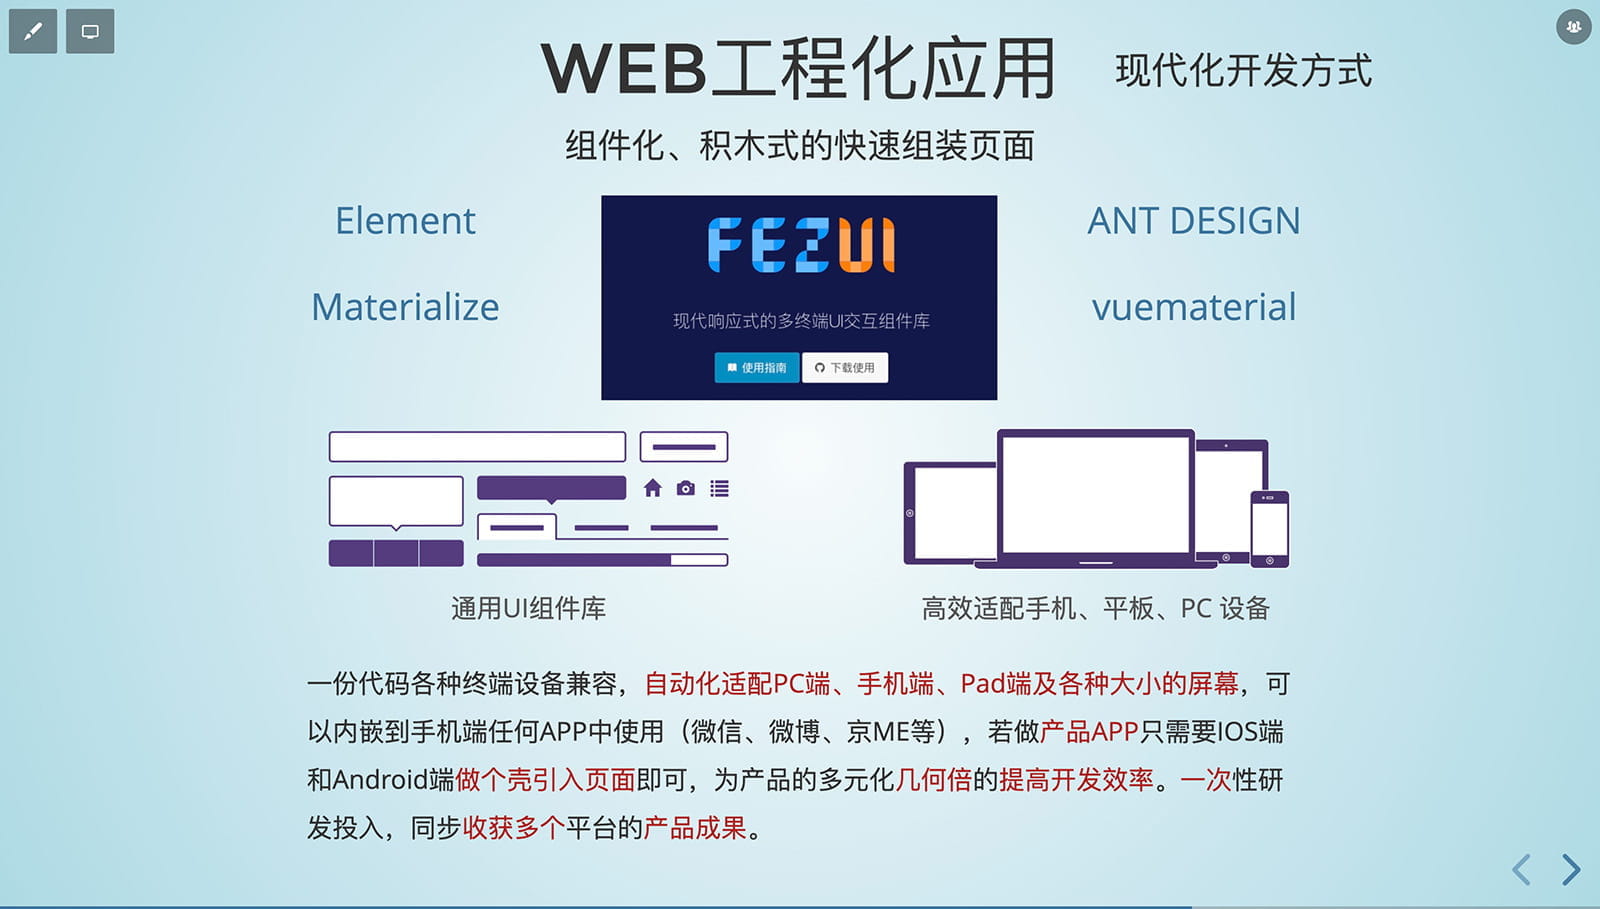 WEB工程化应用 现代化开发方式
组件化、积木式的快速组装页面
Element
ANT DESIGN
Materialize
vuematerial
FEZUI
现代响应式的多终端UI交互组件库
使用指南 下载使用
通用UI组件库
高效适配手机、平板、PC 设备
一份代码各种终端设备兼容，自动化适配PC端、手机端、Pad端及各种大小的屏幕，可
以内嵌到手机端任何APP中使用（微信、微博、京ME等），若做产品APP只需要IOS端
和Android端做个壳引入页面即可，为产品的多元化几何倍的提高开发效率。一次性研
发投入，同步收获多个平台的产品成果。